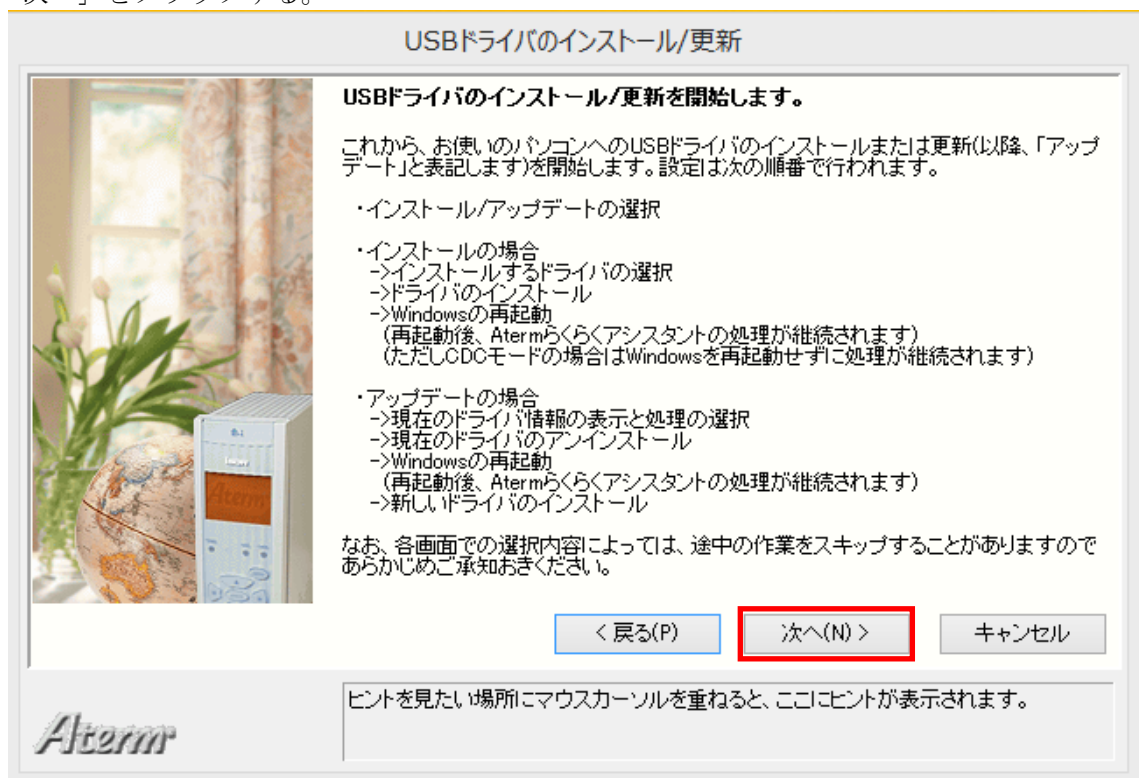 」をクリックする。
USBドライバのインストール/更新
USBドライバのインストール/更新を開始します。
これから、お使いのパソコンへのUSBドライバのインストールまたは更新(以降、「アップ
デート」と表記します)を開始します。設定は次の順番で行われます。
・インストール/アップデートの選択
・インストールの場合
->インストールするドライバの選択
->ドライバのインストール
->Windowsの再起動
(再起動後、Atermらくらくアシスタントの処理が継続されます)
(ただしCDCモードの場合はWindowsを再起動せずに処理が継続されます)
・アップデートの場合
->現在のドライバ情報の表示と処理の選択
->現在のドライバのアンインストール
->Windowsの再起動
(再起動後、Atermらくらくアシスタントの処理が継続されます)
->新しいドライバのインストール
なお、各画面での選択内容によっては、途中の作業をスキップすることがありますので
あらかじめご承知おきください。
Aterm
< 戻る(P) 次へ(N) > キャンセル
ヒントを見たい場所にマウスカーソルを重ねると、ここにヒントが表示されます。
Aterm